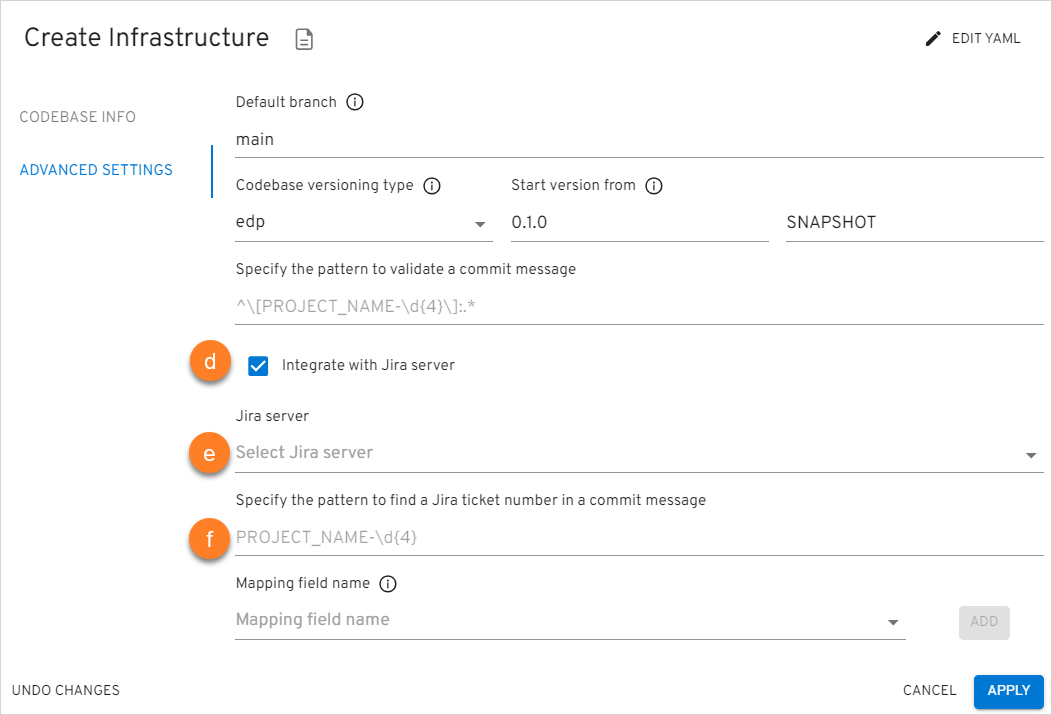 Create Infrastructure
EDIT YAML
CODEBASE INFO
ADVANCED SETTINGS
Default branch
main
Codebase versioning type
Start version from
edp
0.1.0
SNAPSHOT
Specify the pattern to validate a commit message
^\[PROJECT_NAME-\d{4}\]:.*
d
Integrate with Jira server
Jira server
e
Select Jira server
Specify the pattern to find a Jira ticket number in a commit message
f
PROJECT_NAME-\d{4}
Mapping field name
Mapping field name
ADD
UNDO CHANGES
CANCEL
APPLY